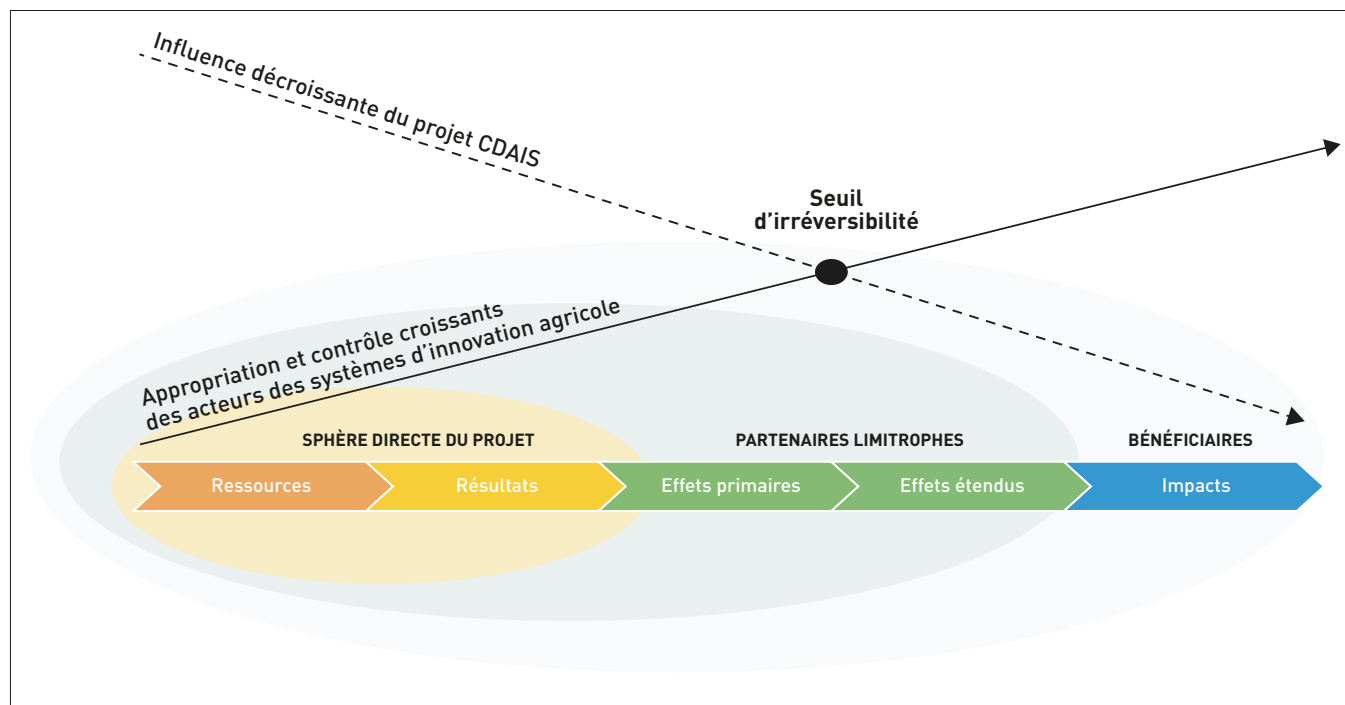 Influence décroissante du projet CDAIS
Seuil
d’irréversibilité
Appropriation et contrôle croissants
des acteurs des systèmes d’innovation agricole
SPHÈRE DIRECTE DU PROJET
PARTENAIRES LIMITROPHES
BÉNÉFICIAIRES
Ressources
Résultats
Effets primaires
Effets étendus
Impacts